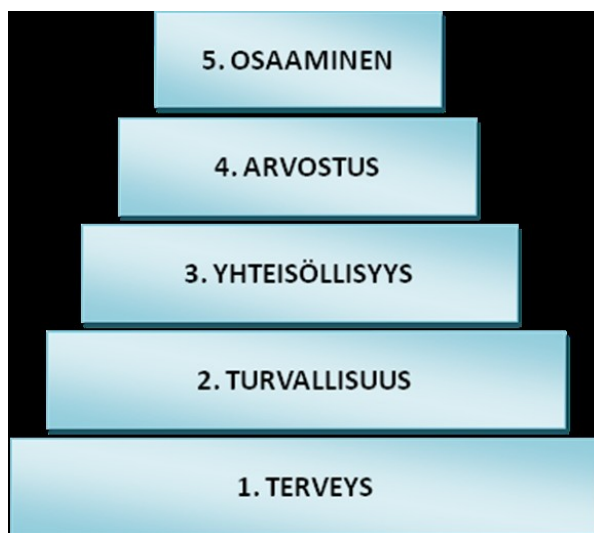 5. OSAAMINEN
4. ARVOSTUS
3. YHTEISÖLLISYYS
2. TURVALLISUUS
1. TERVEYS